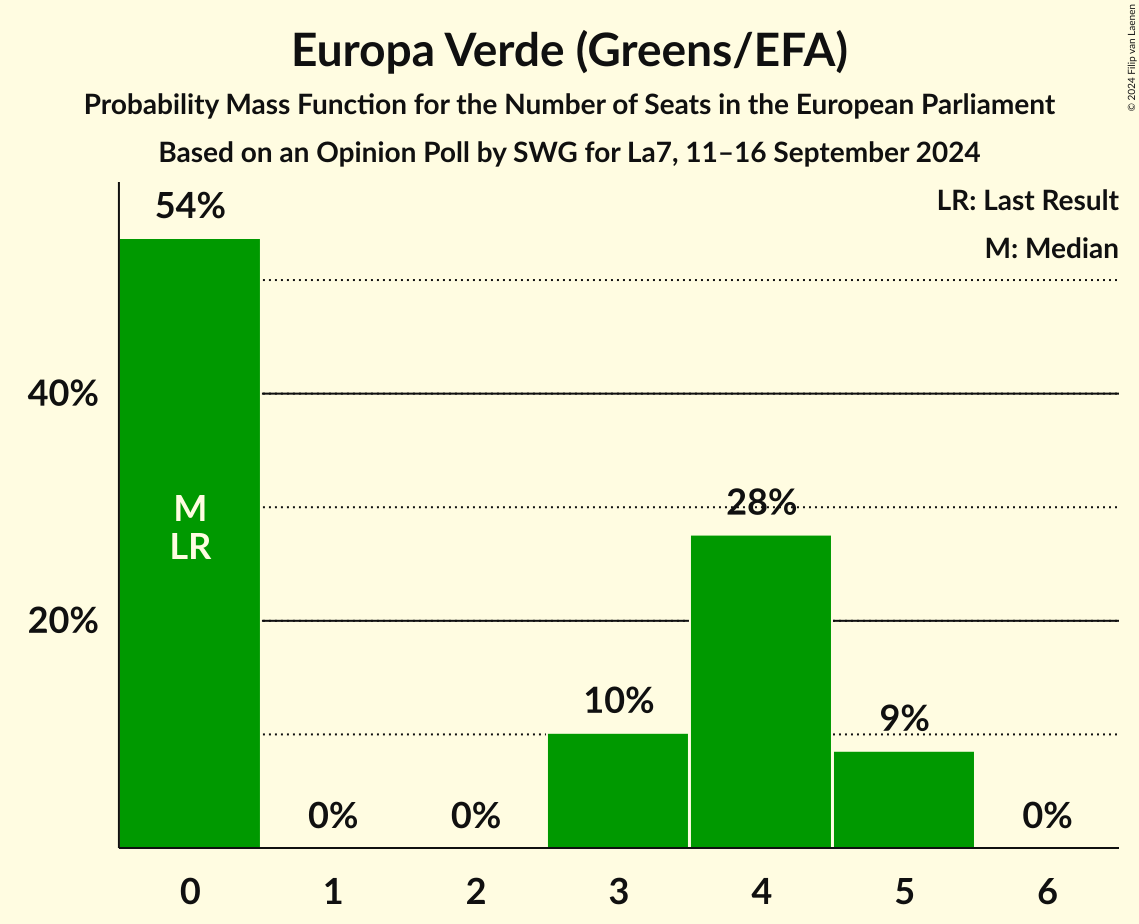 Europa Verde (Greens/EFA)
Probability Mass Function for the Number of Seats in the European Parliament
Based on an Opinion Poll by SWG for La7, 11–16 September 2024
© 2024 Filip van Laenen
LR: Last Result
M: Median
54%
40%
20%
M
LR
0%
0%
10%
28%
9%
0%
0
1
2
3
4
5
6